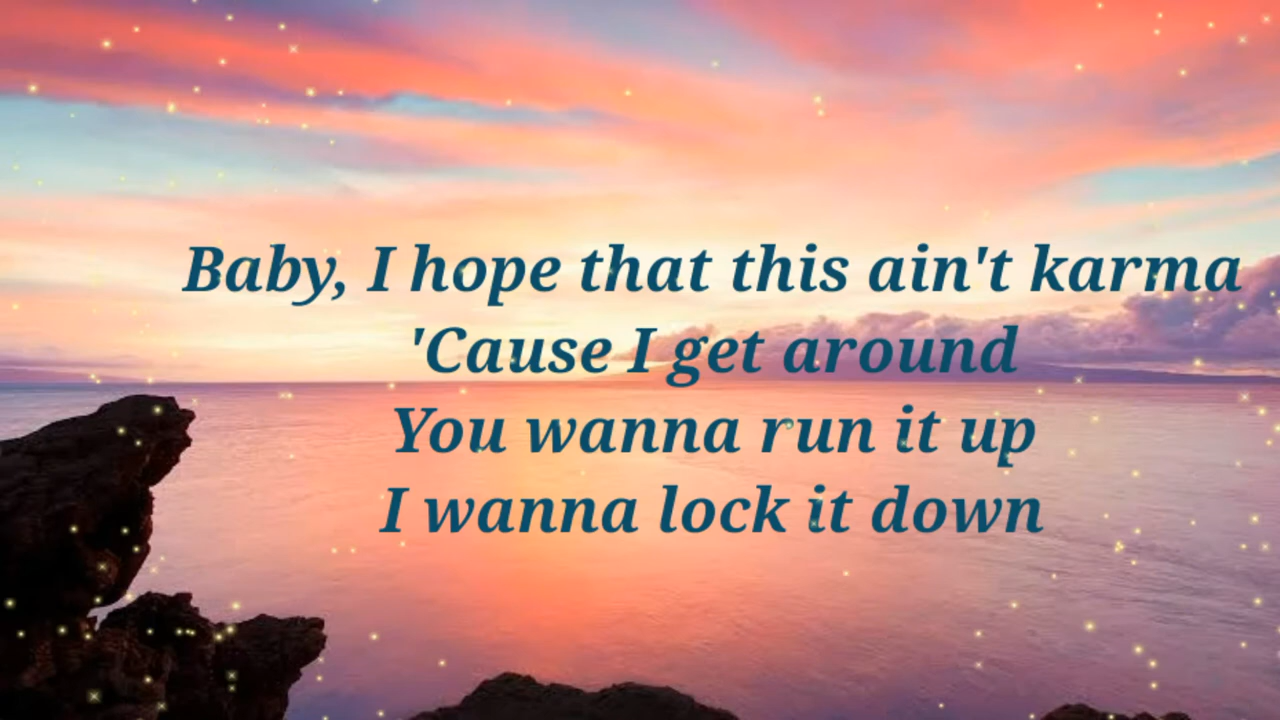 Baby, I hope that this ain't karma
'Cause I get around
You wanna run it up
I wanna lock it down